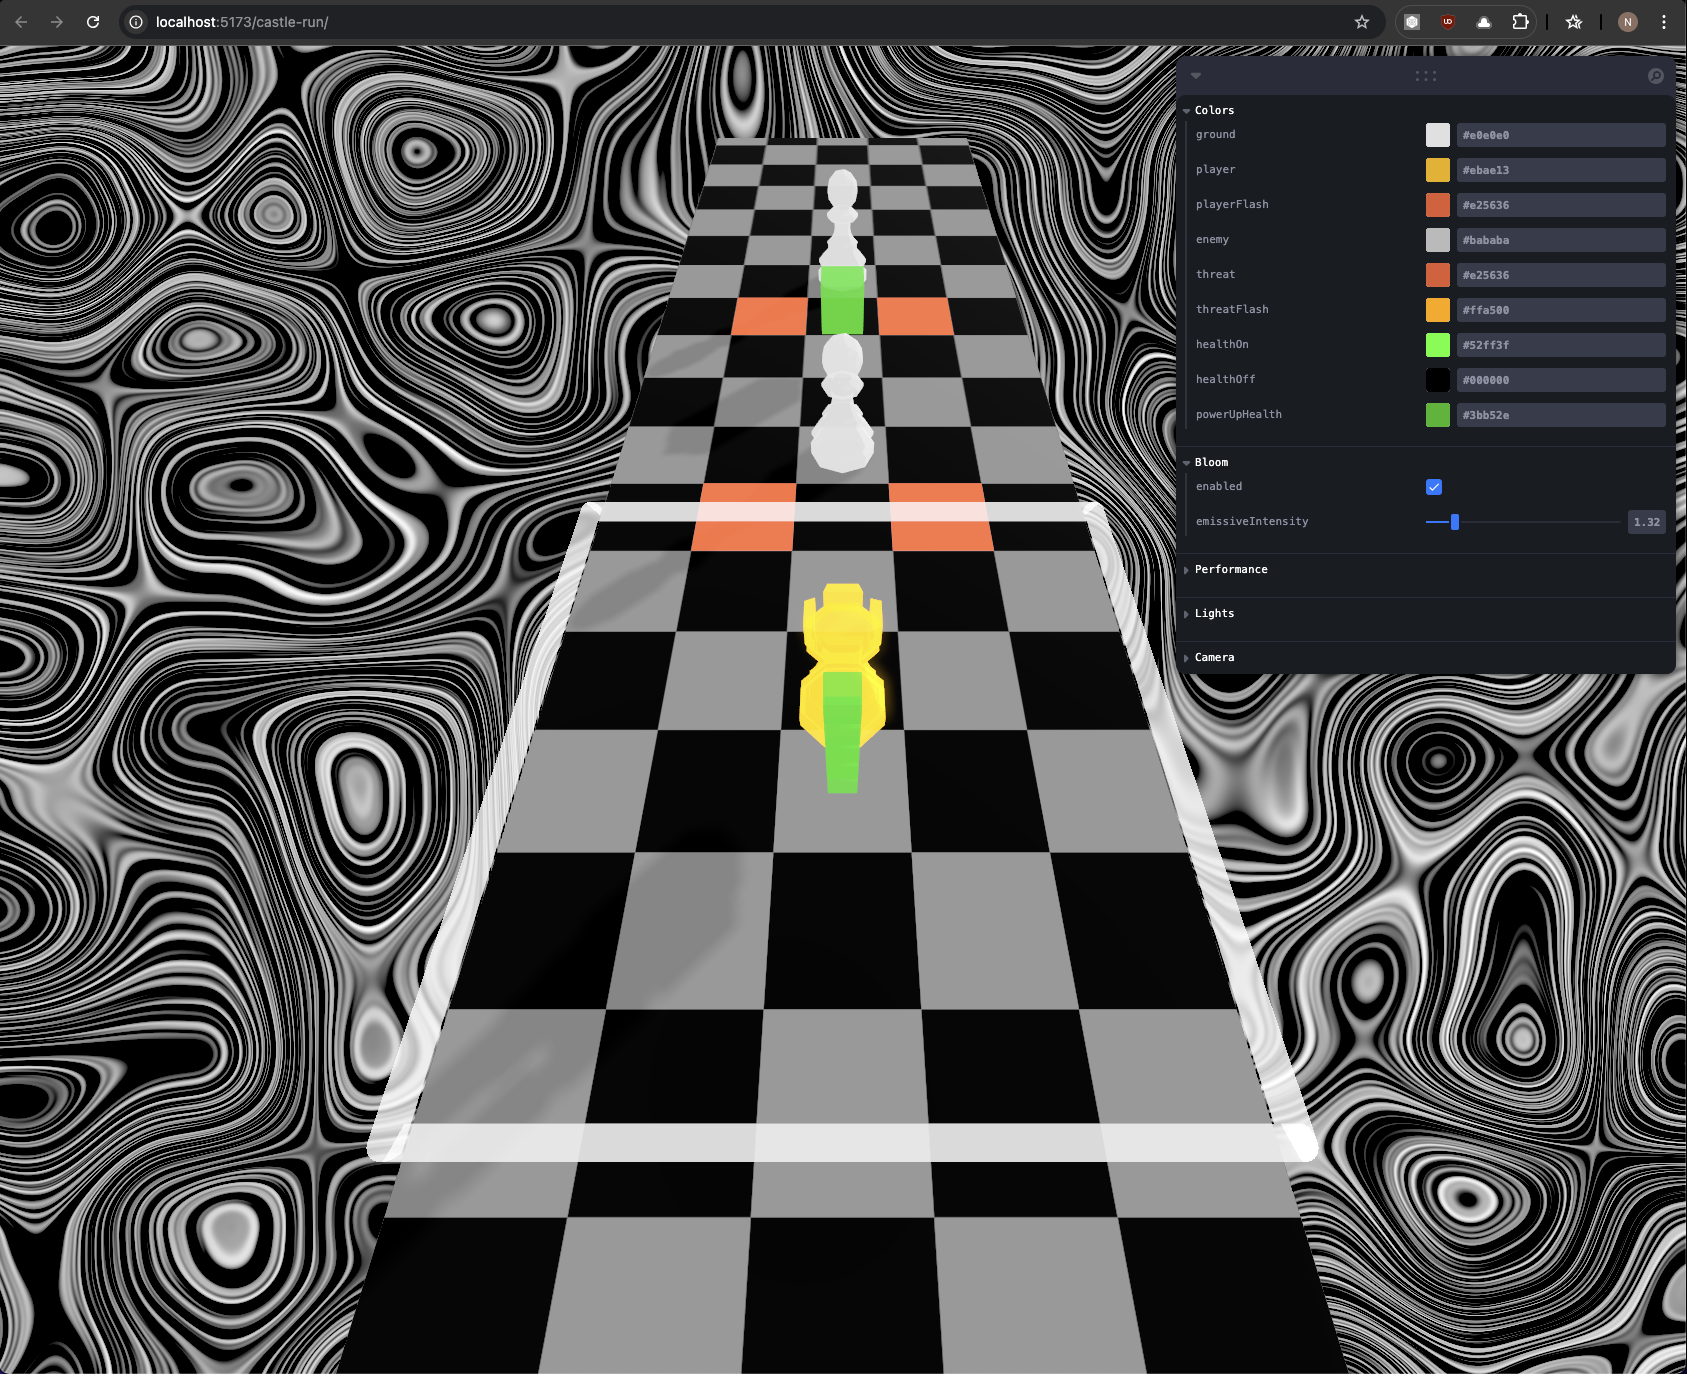 localhost:5173/castle-run/
UO
N
Colors
ground #e0e0e0
player #ebae13
playerFlash #e25636
enemy #bababa
threat #e25636
threatFlash #ffa500
healthOn #52ff3f
healthOff #000000
powerUpHealth #3bb52e
Bloom
enabled
emissiveIntensity 1.32
Performance
Lights
Camera